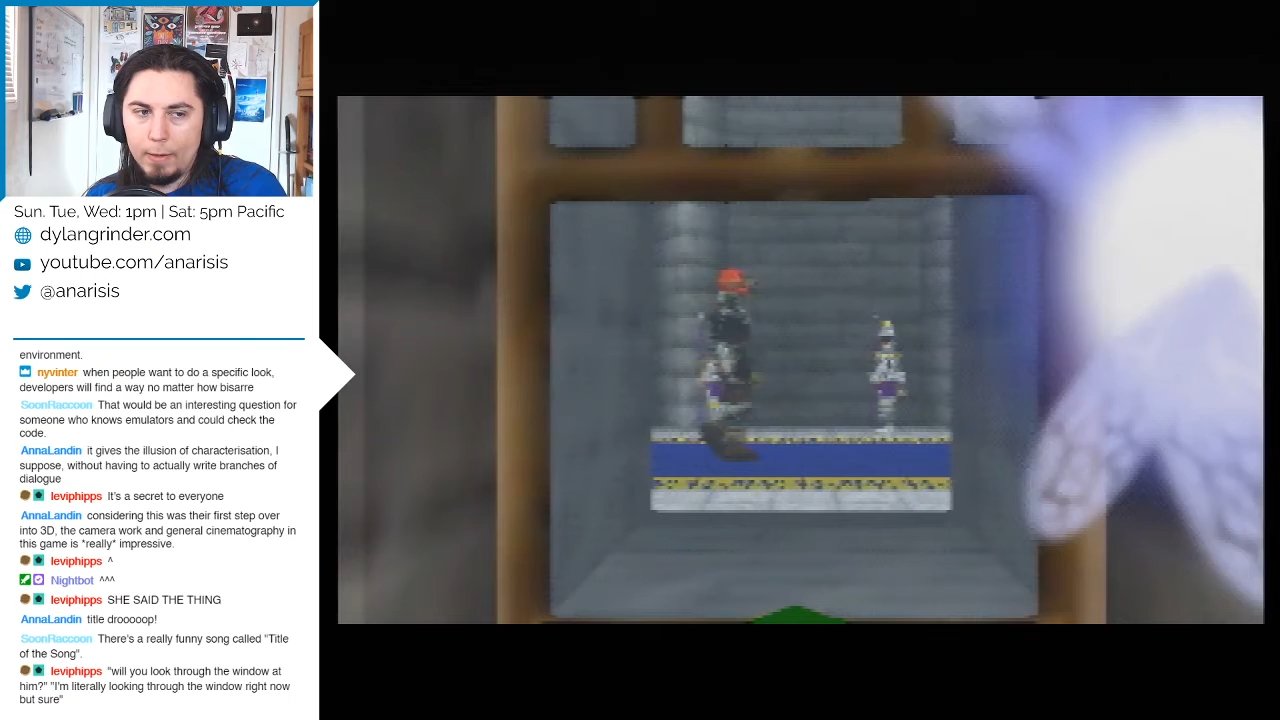 Sun. Tue, Wed: 1pm | Sat: 5pm Pacific
dylangrinder.com
youtube.com/anarisis
@anarisis
environment.
nyvinter when people want to do a specific look,
developers will find a way no matter how bisarre
SoonRaccoon That would be an interesting question for
someone who knows emulators and could check the
code.
AnnaLandin it gives the illusion of characterisation, I
suppose, without having to actually write branches of
dialogue
leviphipps It's a secret to everyone
AnnaLandin considering this was their first step over
into 3D, the camera work and general cinematography in
this game is *really* impressive.
leviphipps ^
Nightbot ^^^
leviphipps SHE SAID THE THING
AnnaLandin title drooooop!
SoonRaccoon There's a really funny song called "Title
of the Song".
leviphipps "will you look through the window at
him?" "I'm literally looking through the window right now
but sure"